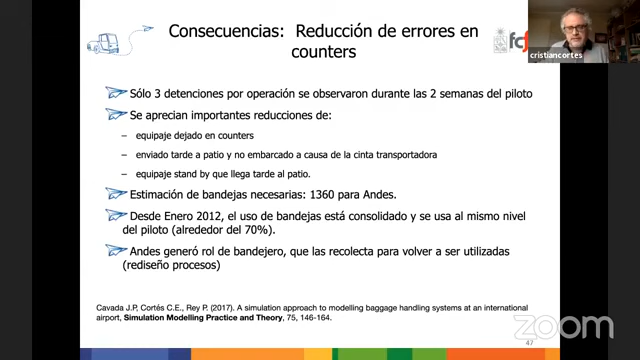 Consecuencias: Reducción de errores en
counters
fcf
cristiancortes
Sólo 3 detenciones por operación se observaron durante las 2 semanas del piloto
Se aprecian importantes reducciones de:
– equipaje dejado en counters
– enviado tarde a patio y no embarcado a causa de la cinta transportadora
– equipaje stand by que llega tarde al patio.
Estimación de bandejas necesarias: 1360 para Andes.
Desde Enero 2012, el uso de bandejas está consolidado y se usa al mismo nivel
del piloto (alrededor del 70%).
Andes generó rol de bandejero, que las recolecta para volver a ser utilizadas
(rediseño procesos)
Cavada J.P, Cortés C.E., Rey P. (2017). A simulation approach to modelling baggage handling systems at an international
airport, Simulation Modelling Practice and Theory, 75, 146-164.
zoom
47